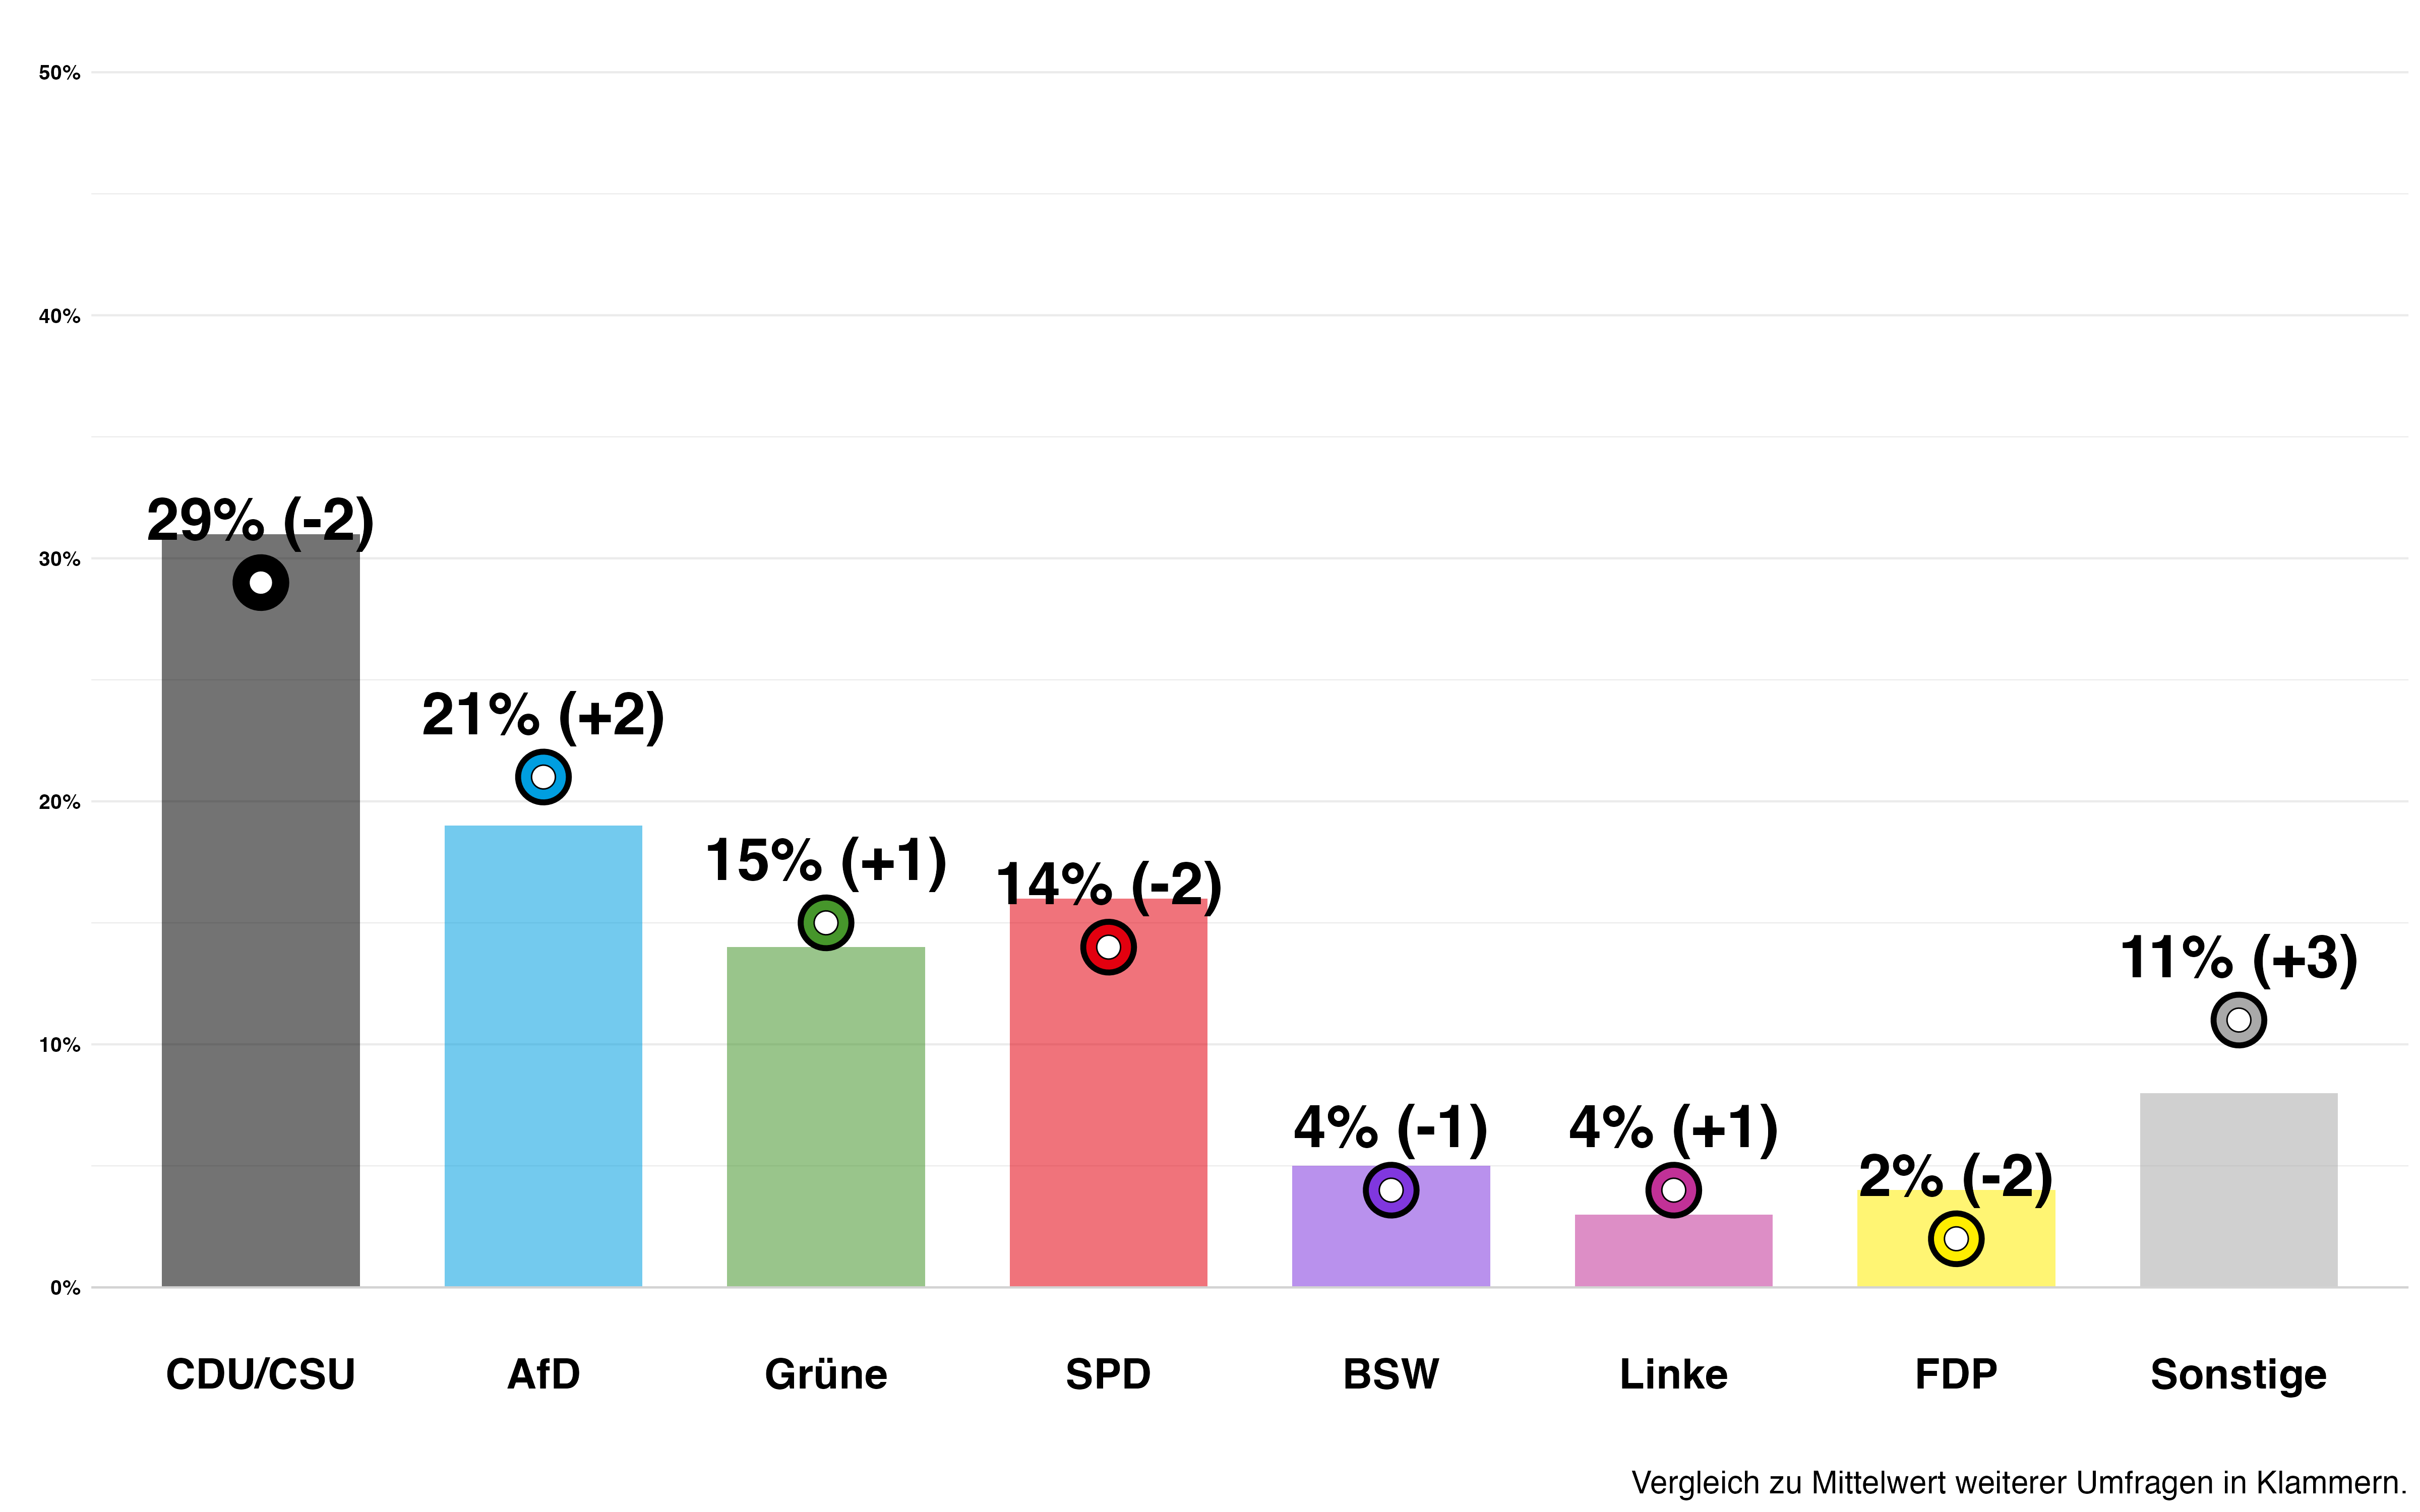 50%
40%
30%
20%
10%
0%
29% (-2)
21% (+2)
15% (+1)
14% (-2)
4% (-1)
4% (+1)
2% (-2)
11% (+3)
CDU/CSU
AfD
Grüne
SPD
BSW
Linke
FDP
Sonstige
Vergleich zu Mittelwert weiterer Umfragen in Klammern.